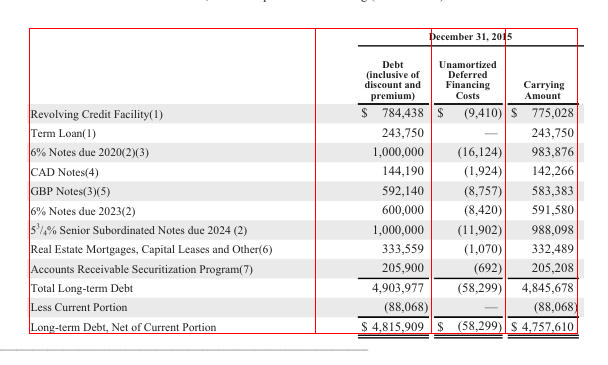 December 31, 2015
Debt
(inclusive of
discount and
premium)
Unamortized
Deferred
Financing
Costs
Carrying
Amount
Revolving Credit Facility(1) $ 784,438 $ (9,410) $ 775,028
Term Loan(1) 243,750 — 243,750
6% Notes due 2020(2)(3) 1,000,000 (16,124) 983,876
CAD Notes(4) 144,190 (1,924) 142,266
GBP Notes(3)(5) 592,140 (8,757) 583,383
6% Notes due 2023(2) 600,000 (8,420) 591,580
5³/₄% Senior Subordinated Notes due 2024 (2) 1,000,000 (11,902) 988,098
Real Estate Mortgages, Capital Leases and Other(6) 333,559 (1,070) 332,489
Accounts Receivable Securitization Program(7) 205,900 (692) 205,208
Total Long-term Debt 4,903,977 (58,299) 4,845,678
Less Current Portion (88,068) — (88,068)
Long-term Debt, Net of Current Portion $ 4,815,909 $ (58,299) $ 4,757,610